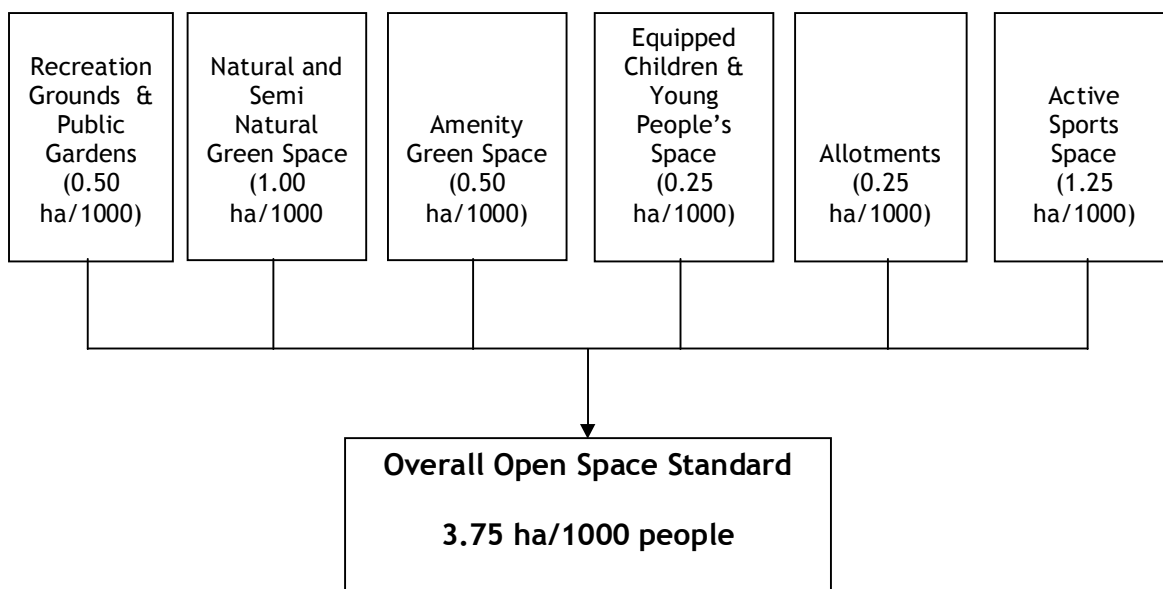 Recreation
Grounds & 
Public
Gardens
(0.50
ha/1000)
Natural and
Semi
Natural
Green Space
(1.00
ha/1000
Amenity
Green Space
(0.50
ha/1000)
Equipped
Children &
Young
People’s
Space
(0.25
ha/1000)
Allotments
(0.25
ha/1000)
Active
Sports
Space
(1.25
ha/1000)
Overall Open Space Standard
3.75 ha/1000 people